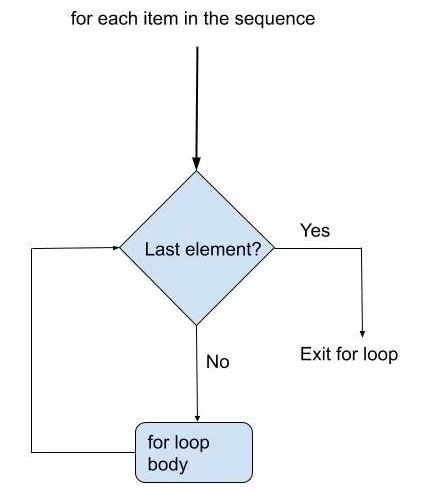 for each item in the sequence
Last element?
Yes
Exit for loop
No
for loop
body